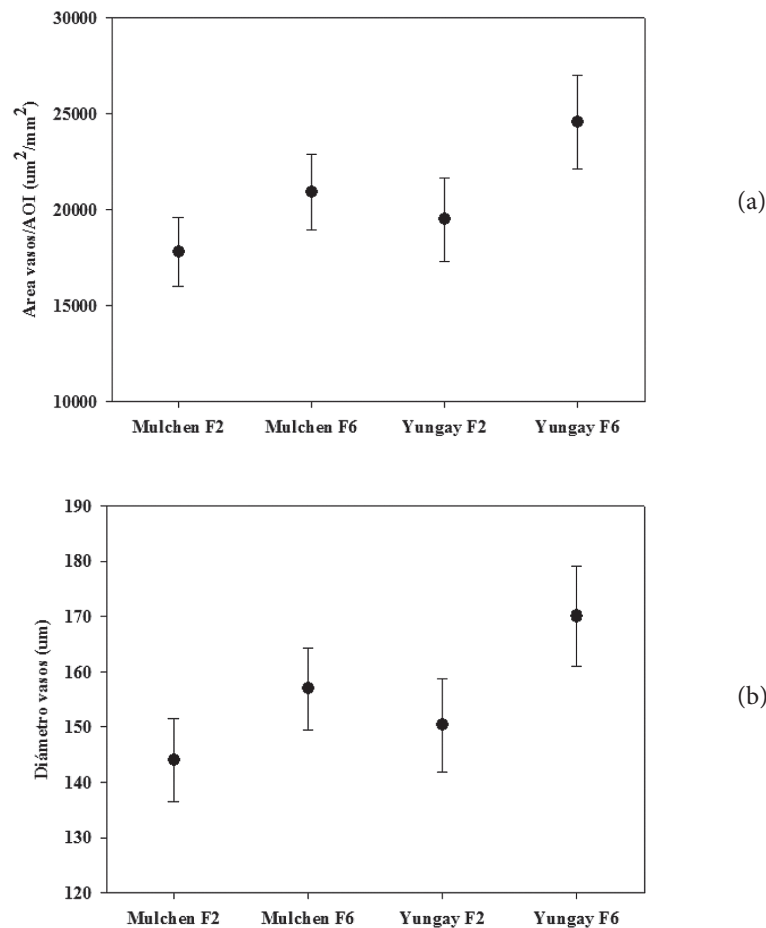 30000
25000
20000
15000
10000
Area vasos/AOI (um²/mm²)
Mulchen F2 Mulchen F6 Yungay F2 Yungay F6
(a)
190
180
170
160
150
140
130
120
Diámetro vasos (um)
Mulchen F2 Mulchen F6 Yungay F2 Yungay F6
(b)